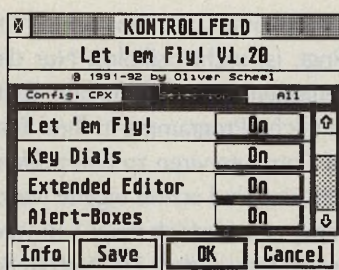 KONTROLLFELD
Let 'em Fly! V1.20
© 1991-92 by Oliver Scheel
Config. CPX Selection All
Let 'em Fly! On
Key Dials On
Extended Editor On
Alert-Boxes On
Info Save OK Cancel